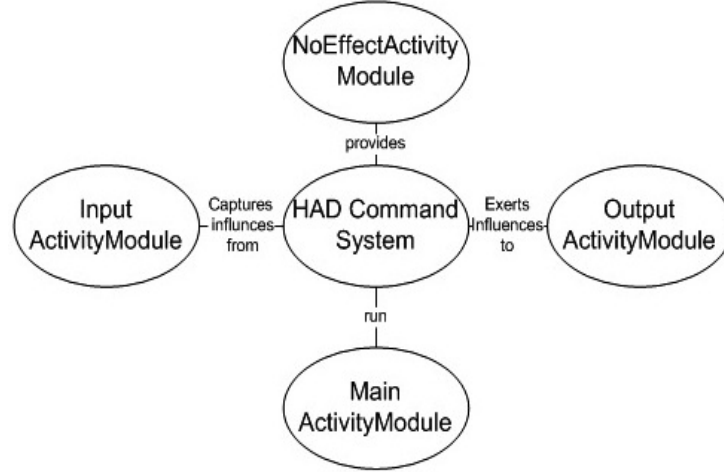 NoEffectActivity
Module
provides
Input
ActivityModule
Captures
influnces
from
HAD Command
System
Exerts
Influences
to
Output
ActivityModule
run
Main
ActivityModule